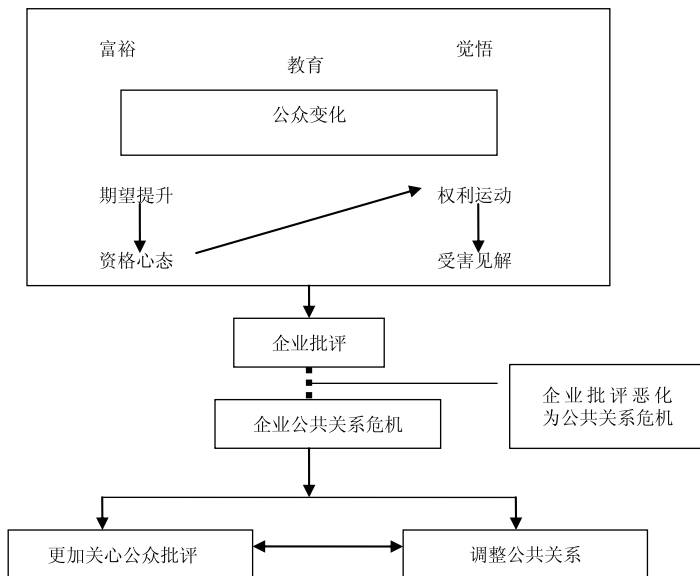 富裕
觉悟
教育
公众变化
期望提升
权利运动
资格心态
受害见解
企业批评
企业批评恶化
为公共关系危机
企业公共关系危机
更加关心公众批评
调整公共关系